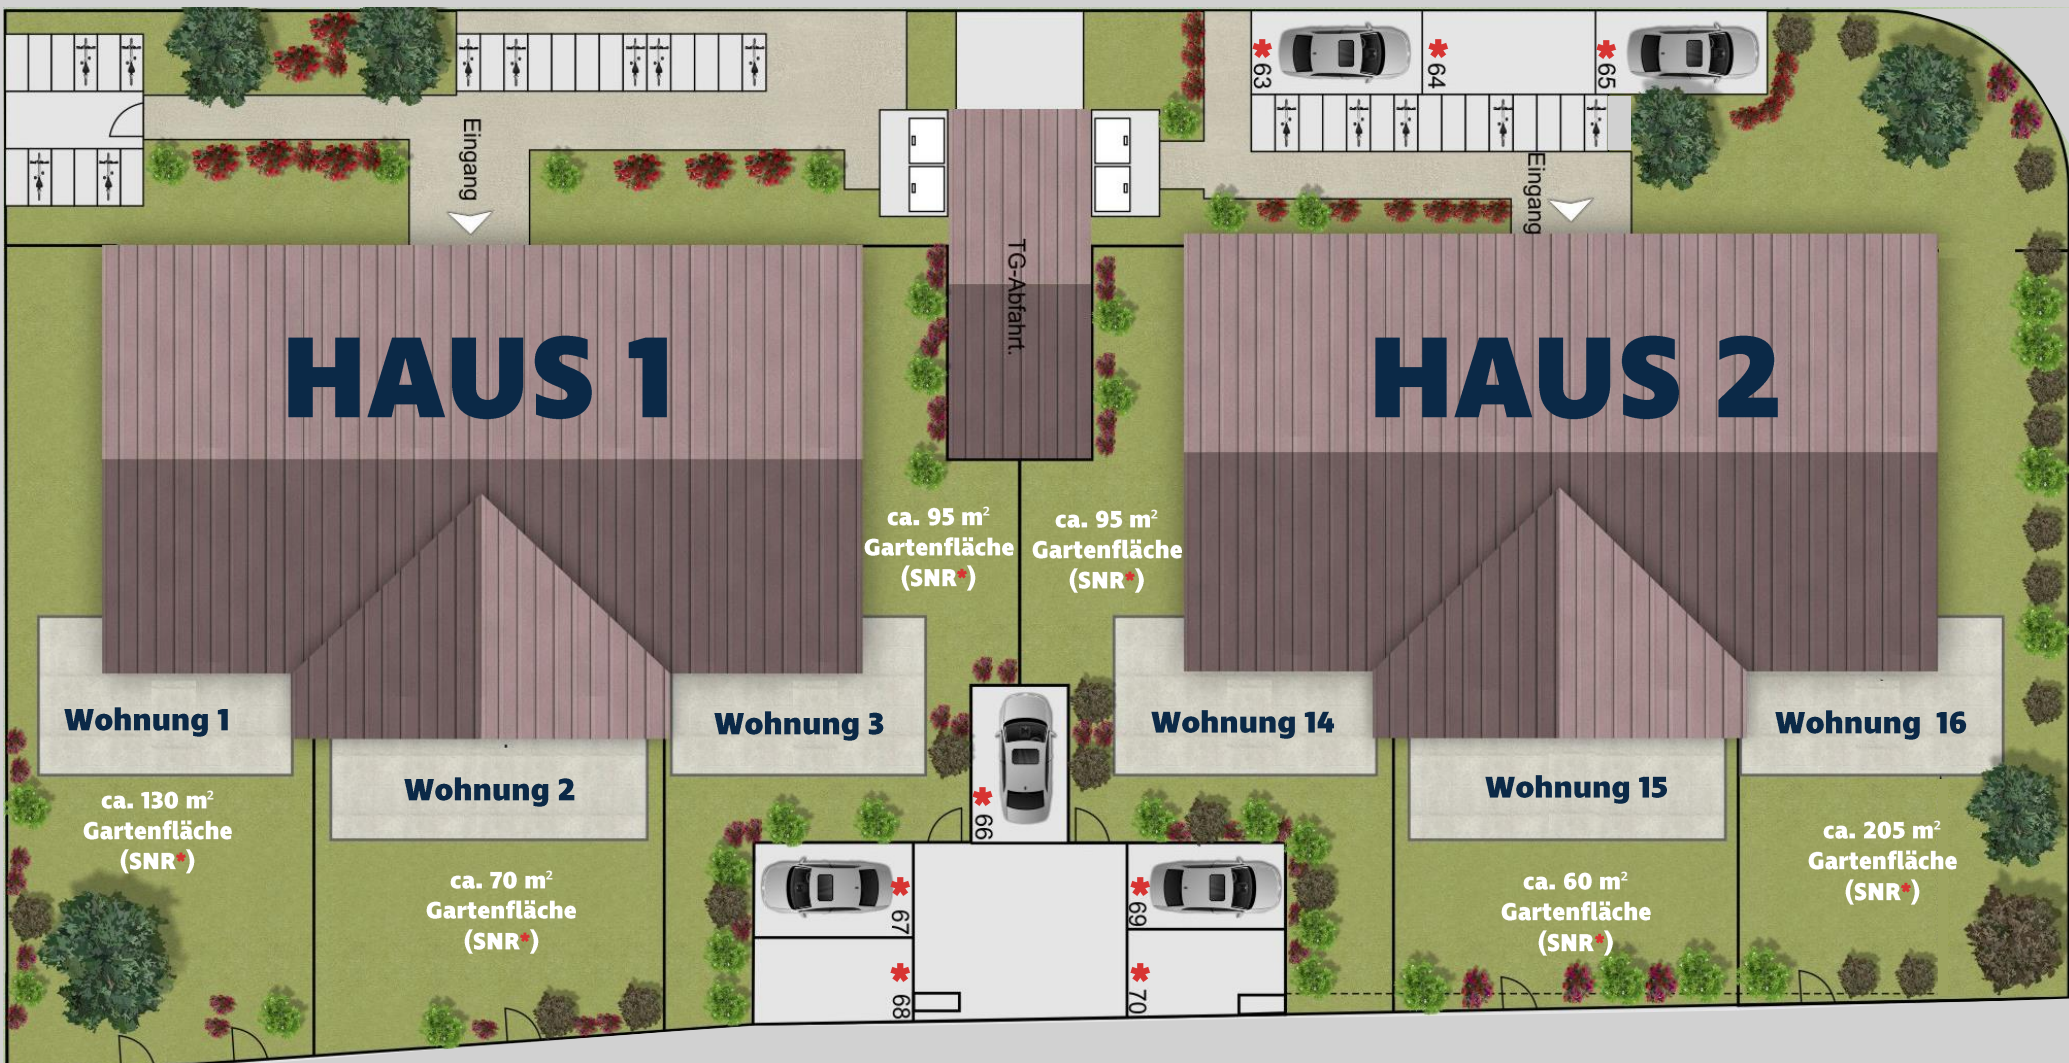 * 63
* 64
* 65
Eingang
Eingang
TG-Abfahrt.
HAUS 1
HAUS 2
ca. 95 m²
Gartenfläche
(SNR*)
ca. 95 m²
Gartenfläche
(SNR*)
Wohnung 1
Wohnung 2
Wohnung 3
Wohnung 14
Wohnung 15
Wohnung 16
ca. 130 m²
Gartenfläche
(SNR*)
ca. 70 m²
Gartenfläche
(SNR*)
* 66
* 67
* 68
* 69
* 70
ca. 60 m²
Gartenfläche
(SNR*)
ca. 205 m²
Gartenfläche
(SNR*)